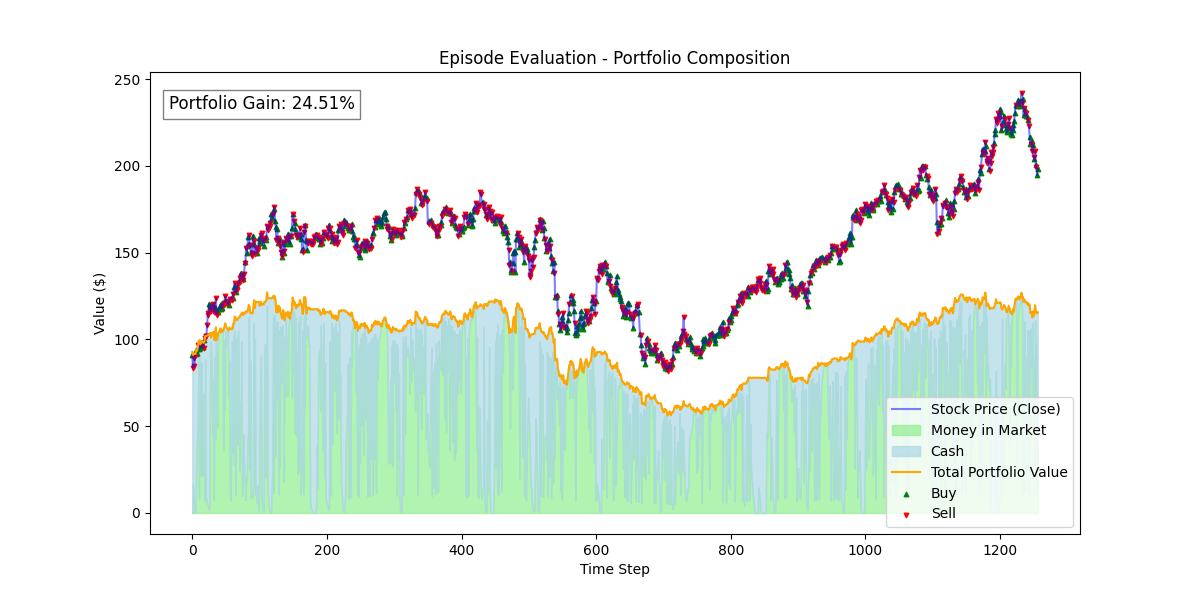 Episode Evaluation - Portfolio Composition
Portfolio Gain: 24.51%
Value ($)
250
200
150
100
50
0
0 200 400 600 800 1000 1200
Time Step
Stock Price (Close)
Money in Market
Cash
Total Portfolio Value
Buy
Sell